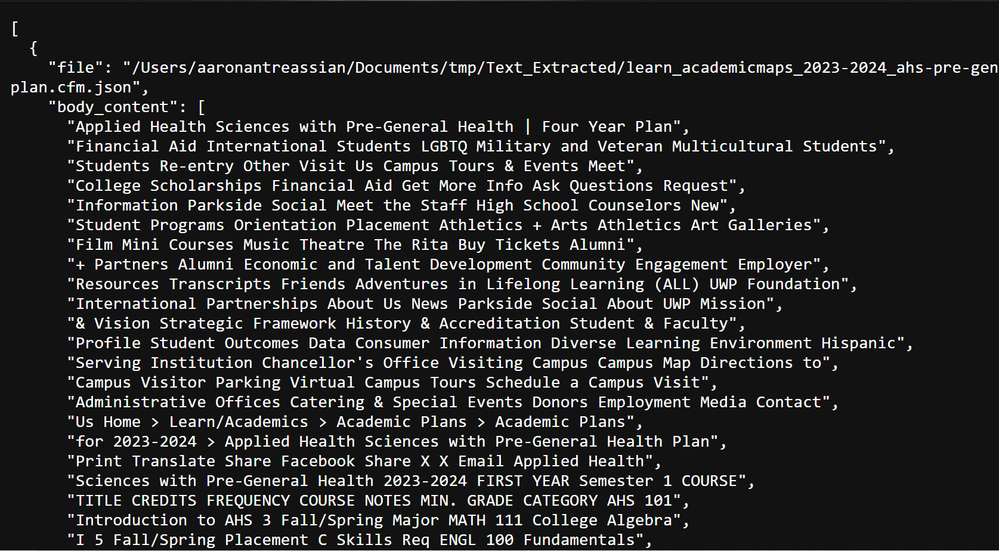 [
{
"file": "/Users/aaronantreassian/Documents/tmp/Text_Extracted/learn_academicmaps_2023-2024_ahs-pre-gen
plan.cfm.json",
"body_content": [
"Applied Health Sciences with Pre-General Health | Four Year Plan",
"Financial Aid International Students LGBTQ Military and Veteran Multicultural Students",
"Students Re-entry Other Visit Us Campus Tours & Events Meet",
"College Scholarships Financial Aid Get More Info Ask Questions Request",
"Information Parkside Social Meet the Staff High School Counselors New",
"Student Programs Orientation Placement Athletics + Arts Athletics Art Galleries",
"Film Mini Courses Music Theatre The Rita Buy Tickets Alumni",
"+ Partners Alumni Economic and Talent Development Community Engagement Employer",
"Resources Transcripts Friends Adventures in Lifelong Learning (ALL) UWP Foundation",
"International Partnerships About Us News Parkside Social About UWP Mission",
"& Vision Strategic Framework History & Accreditation Student & Faculty",
"Profile Student Outcomes Data Consumer Information Diverse Learning Environment Hispanic",
"Serving Institution Chancellor's Office Visiting Campus Campus Map Directions to",
"Campus Visitor Parking Virtual Campus Tours Schedule a Campus Visit",
"Administrative Offices Catering & Special Events Donors Employment Media Contact",
"Us Home > Learn/Academics > Academic Plans > Academic Plans",
"for 2023-2024 > Applied Health Sciences with Pre-General Health Plan",
"Print Translate Share Facebook Share X X Email Applied Health",
"Sciences with Pre-General Health 2023-2024 FIRST YEAR Semester 1 COURSE",
"TITLE CREDITS FREQUENCY COURSE NOTES MIN. GRADE CATEGORY AHS 101",
"Introduction to AHS 3 Fall/Spring Major MATH 111 College Algebra",
"I 5 Fall/Spring Placement C Skills Req ENGL 100 Fundamentals",